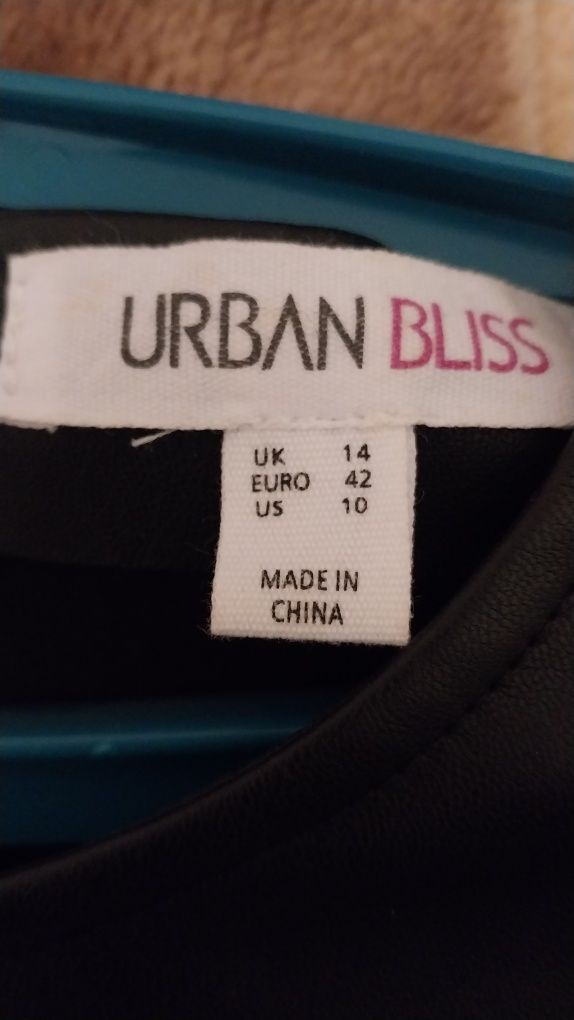 URBAN BLISS
UK 14
EURO 42
US 10
MADE IN
CHINA